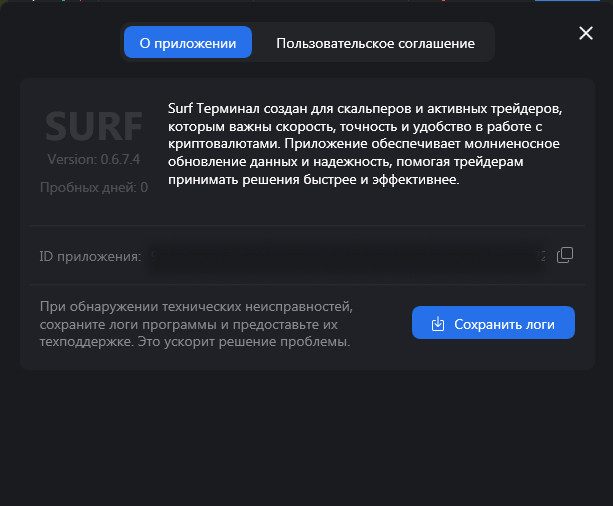 О приложении
Пользовательское соглашение
SURF
Version: 0.6.7.4
Пробных дней: 0
Surf Терминал создан для скальперов и активных трейдеров,
которым важны скорость, точность и удобство в работе с
криптовалютами. Приложение обеспечивает молниеносное
обновление данных и надежность, помогая трейдерам
принимать решения быстрее и эффективнее.
ID приложения:
При обнаружении технических неисправностей,
сохраните логи программы и предоставьте их
техподдержке. Это ускорит решение проблемы.
Сохранить логи